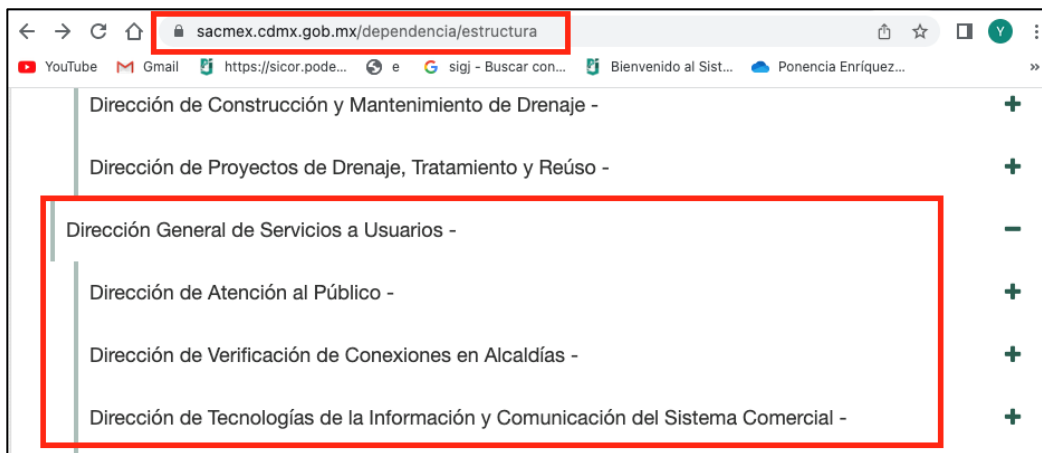 sacmex.cdmx.gob.mx/dependencia/estructura
Y
YouTube Gmail https://sicor.pode... e sigj - Buscar con... Bienvenido al Sist... Ponencia Enríquez... »
Dirección de Construcción y Mantenimiento de Drenaje -
Dirección de Proyectos de Drenaje, Tratamiento y Reúso -
Dirección General de Servicios a Usuarios -
Dirección de Atención al Público -
Dirección de Verificación de Conexiones en Alcaldías -
Dirección de Tecnologías de la Información y Comunicación del Sistema Comercial -